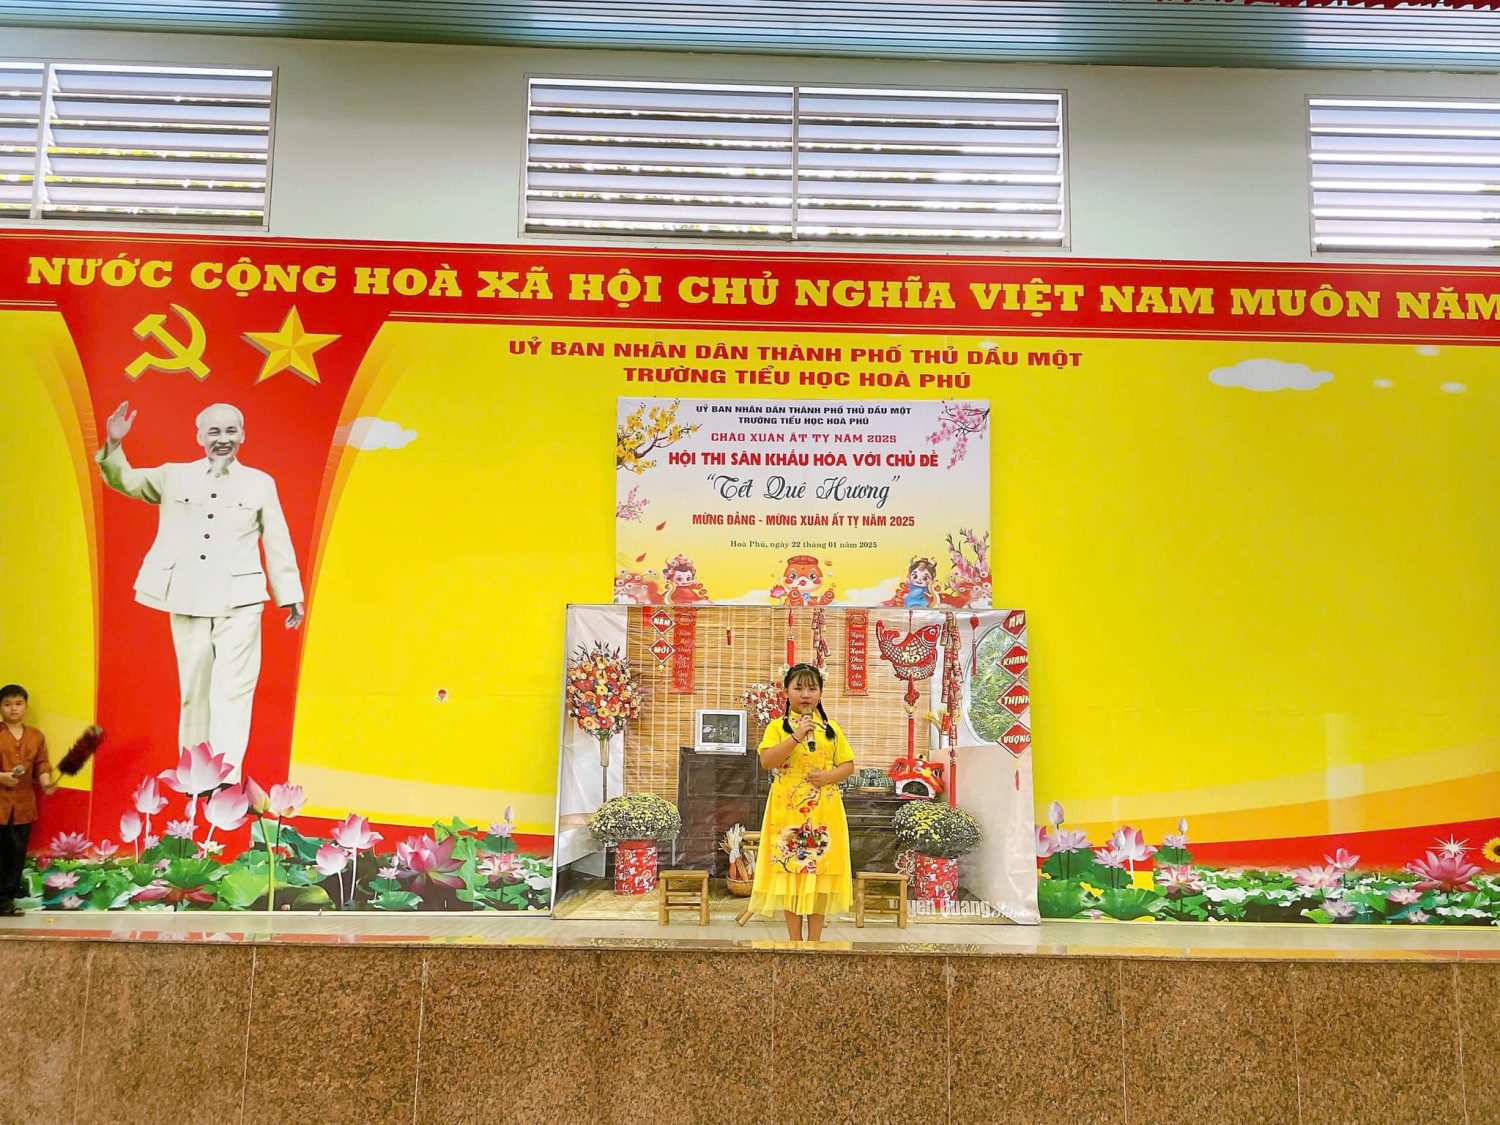 NƯỚC CỘNG HOÀ XÃ HỘI CHỦ NGHĨA VIỆT NAM MUÔN NĂM
UỶ BAN NHÂN DÂN THÀNH PHỐ THỦ DẦU MỘT
TRƯỜNG TIỂU HỌC HOÀ PHÚ
UỶ BAN NHÂN DÂN THÀNH PHỐ THỦ DẦU MỘT
TRƯỜNG TIỂU HỌC HOÀ PHÚ
CHÀO XUÂN ẤT TỴ NĂM 2025
HỘI THI SÂN KHẤU HÓA VỚI CHỦ ĐỀ
"Tết Quê Hương"
MỪNG ĐẢNG - MỪNG XUÂN ẤT TỴ NĂM 2025
Hoà Phú, ngày 22 tháng 01 năm 2025
NĂM
MỚI
AN
KHANG
THỊNH
VƯỢNG
Quang